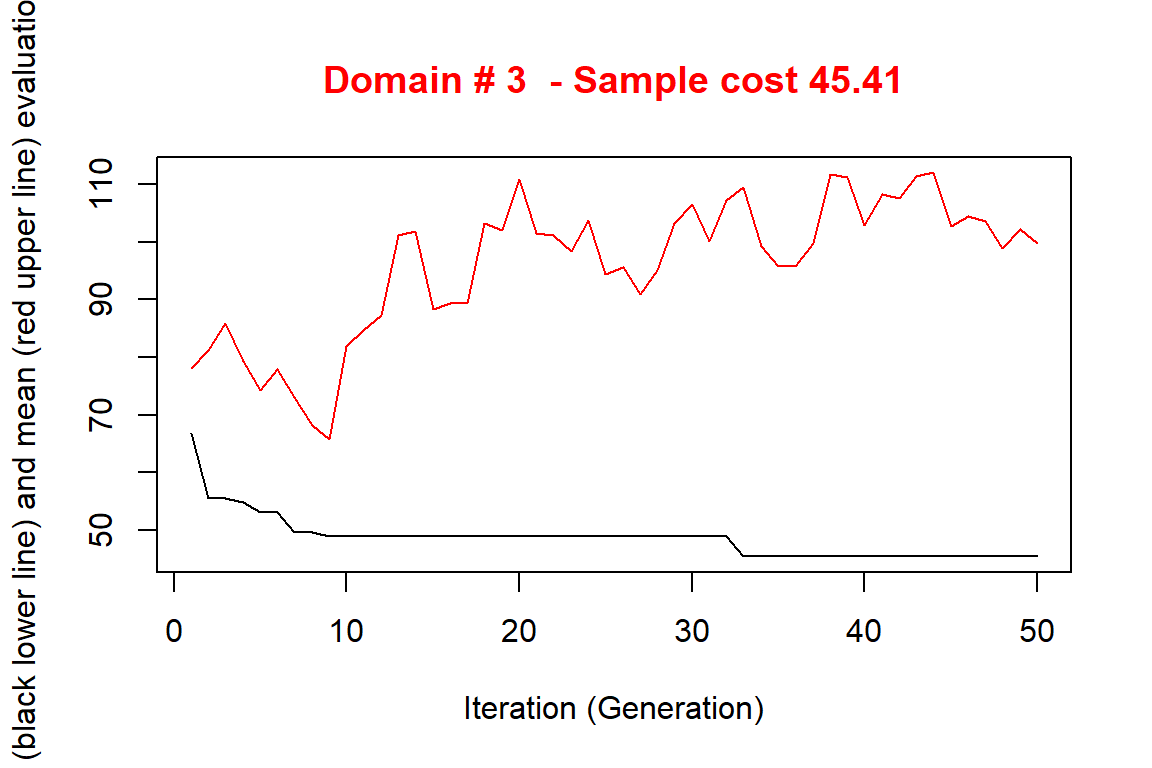 Domain # 3  - Sample cost 45.41
(black lower line) and mean (red upper line)
110
90
70
50
0 10 20 30 40 50
Iteration (Generation)